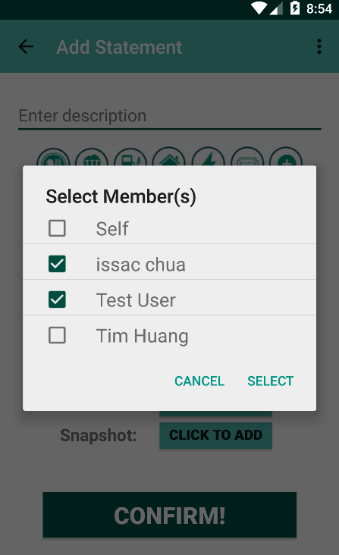 8:54
Add Statement
Enter description
Select Member(s)
Self
issac chua
Test User
Tim Huang
CANCEL SELECT
Snapshot: CLICK TO ADD
CONFIRM!